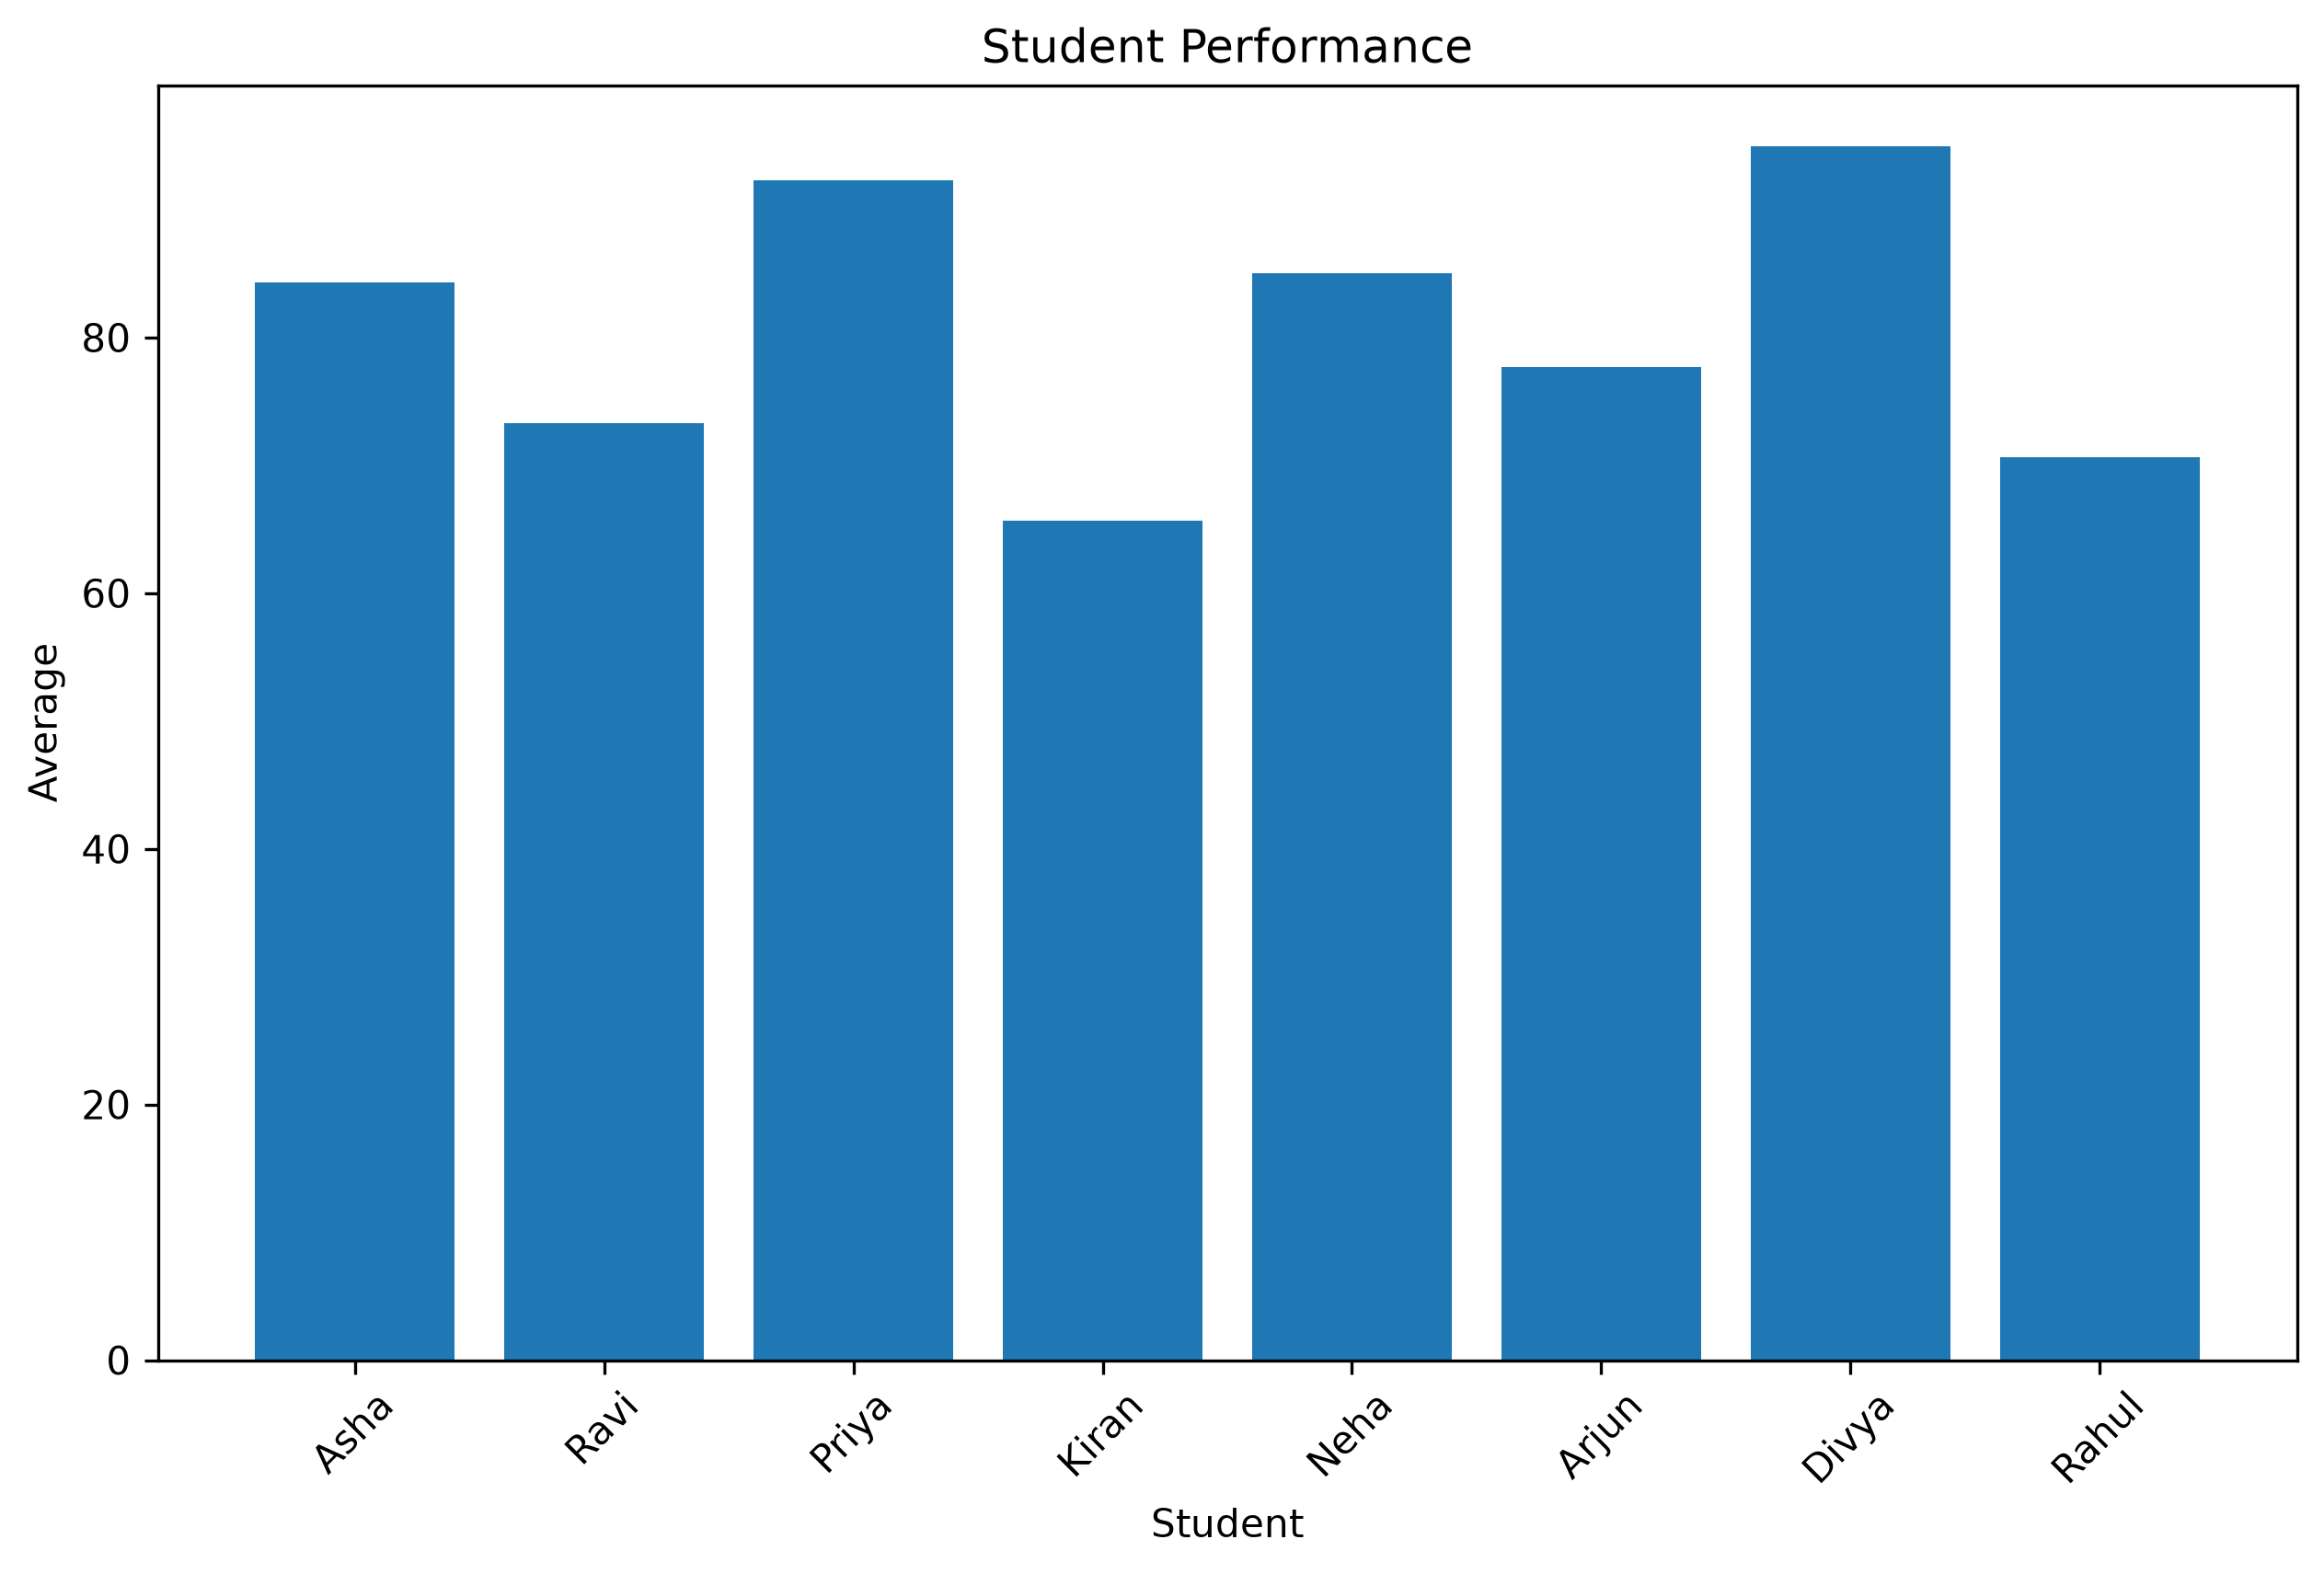 Student Performance
80
60
40
20
0
Average
Asha
Ravi
Priya
Kiran
Neha
Arjun
Divya
Rahul
Student